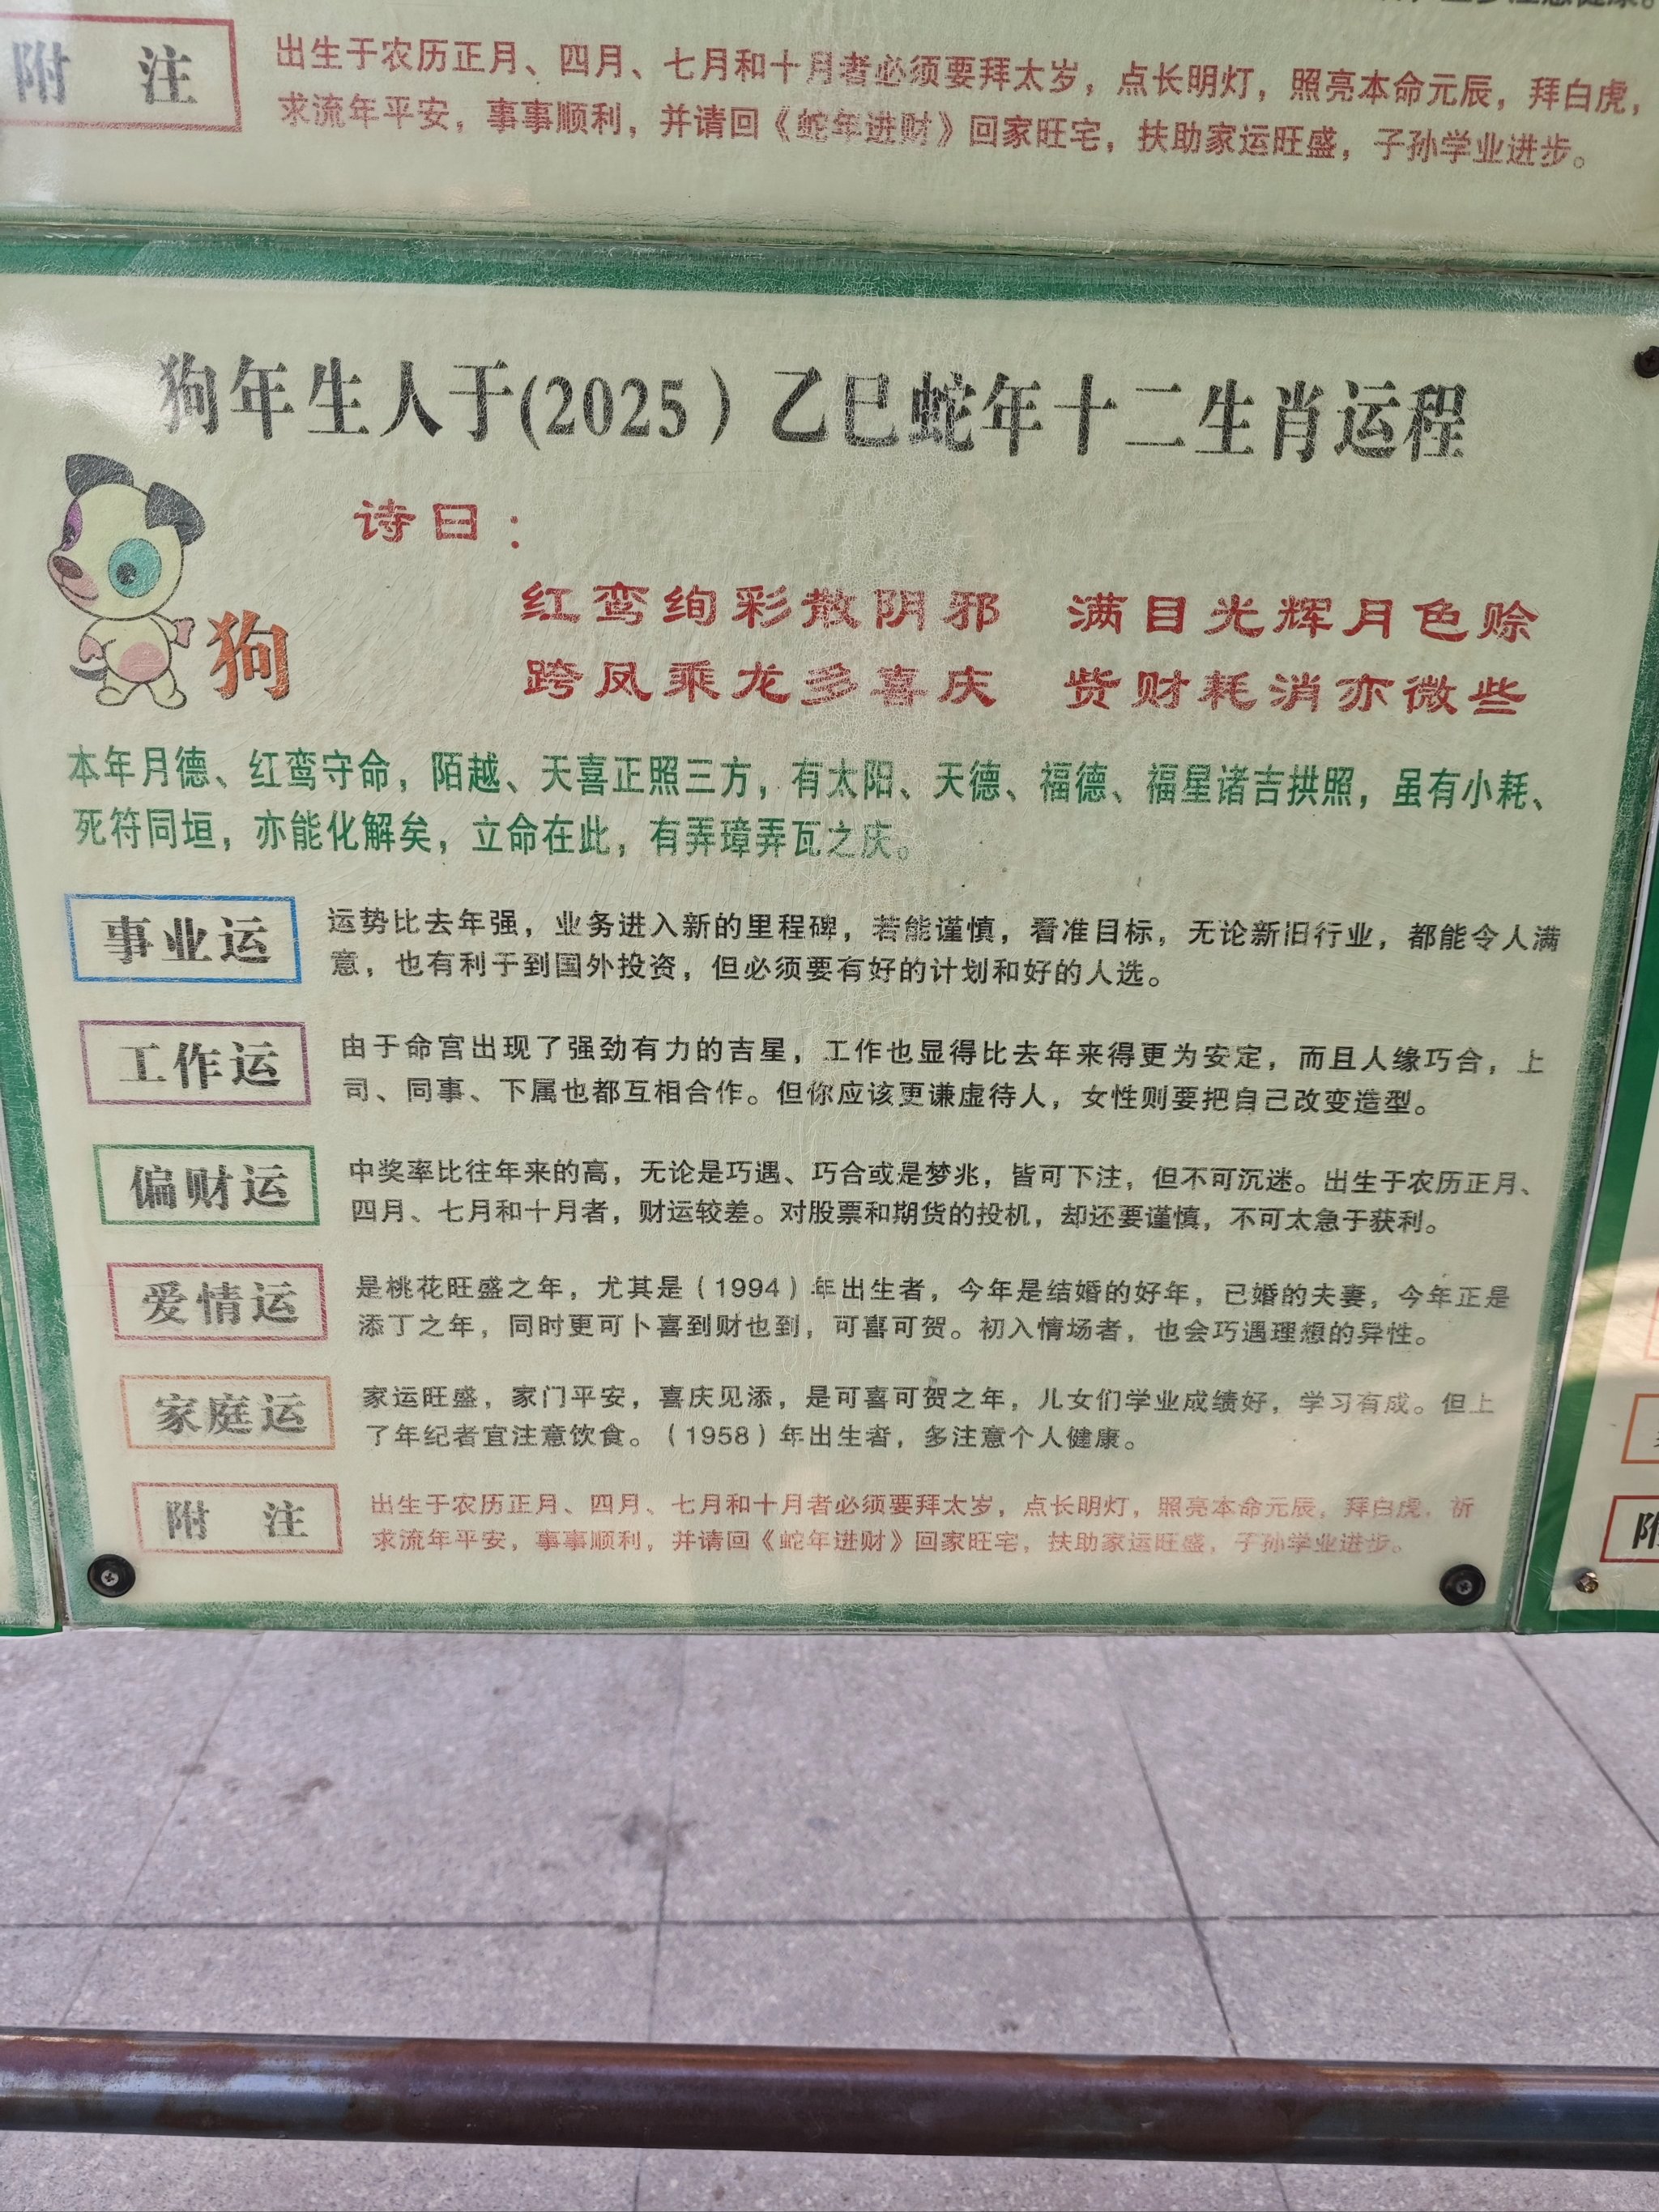 附 注
出生于农历正月、四月、七月和十月者必须要拜太岁，点长明灯，照亮本命元辰，拜白虎，
求流年平安，事事顺利，并请回《蛇年进财》回家旺宅，扶助家运旺盛，子孙学业进步。
狗年生人于(2025）乙巳蛇年十二生肖运程
诗曰：
狗
红鸾绚彩散阴邪 满目光辉月色赊
跨凤乘龙多喜庆 赀财耗消亦微些
本年月德、红鸾守命，陌越、天喜正照三方，有太阳、天德、福德、福星诸吉拱照，虽有小耗、
死符同垣，亦能化解矣，立命在此，有弄璋弄瓦之庆。
事业运
运势比去年强，业务进入新的里程碑，若能谨慎，看准目标，无论新旧行业，都能令人满
意，也有利于到国外投资，但必须要有好的计划和好的人选。
工作运
由于命宫出现了强劲有力的吉星，工作也显得比去年来得更为安定，而且人缘巧合，上
司、同事、下属也都互相合作。但你应该更谦虚待人，女性则要把自己改变造型。
偏财运
中奖率比往年来的高，无论是巧遇、巧合或是梦兆，皆可下注，但不可沉迷。出生于农历正月、
四月、七月和十月者，财运较差。对股票和期货的投机，却还要谨慎，不可太急于获利。
爱情运
是桃花旺盛之年，尤其是（1994）年出生者，今年是结婚的好年，已婚的夫妻，今年正是
添丁之年，同时更可卜喜到财也到，可喜可贺。初入情场者，也会巧遇理想的异性。
家庭运
家运旺盛，家门平安，喜庆见添，是可喜可贺之年，儿女们学业成绩好，学习有成。但上
了年纪者宜注意饮食。（1958）年出生者，多注意个人健康。
附 注
出生于农历正月、四月、七月和十月者必须要拜太岁，点长明灯，照亮本命元辰，拜白虎，祈
求流年平安，事事顺利，并请回《蛇年进财》回家旺宅，扶助家运旺盛，子孙学业进步。